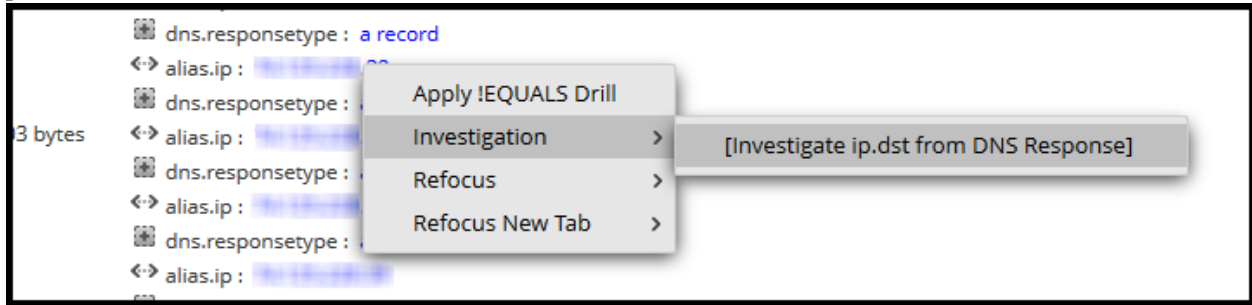 dns.responsetype : a record
alias.ip :
dns.responsetype :
Apply !EQUALS Drill
03 bytes
alias.ip :
Investigation
[Investigate ip.dst from DNS Response]
dns.responsetype :
Refocus
alias.ip :
Refocus New Tab
dns.responsetype :
alias.ip :